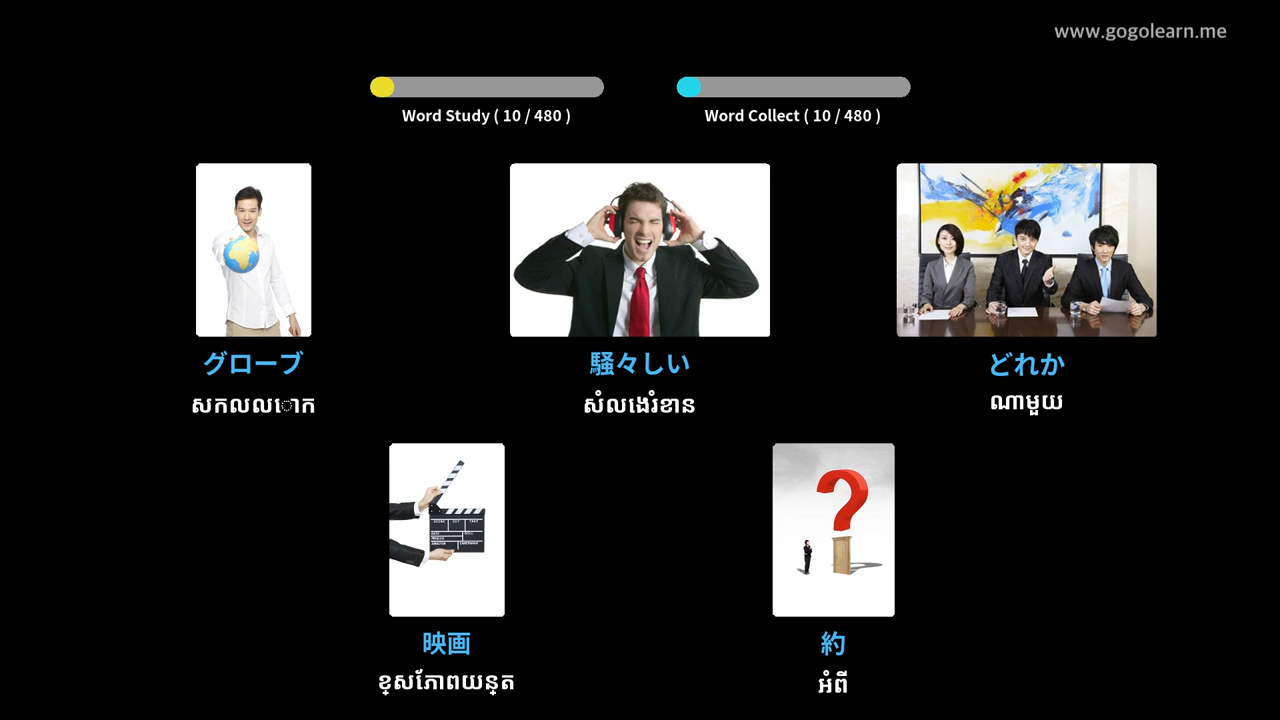 www.gogolearn.me
Word Study ( 10 / 480 )
Word Collect ( 10 / 480 )
グローブ
សកលលោក
騒々しい
សំលេងរំខាន
どれか
ណាមួយ
映画
ខ្សែភាពយន្ត
約
អំពី